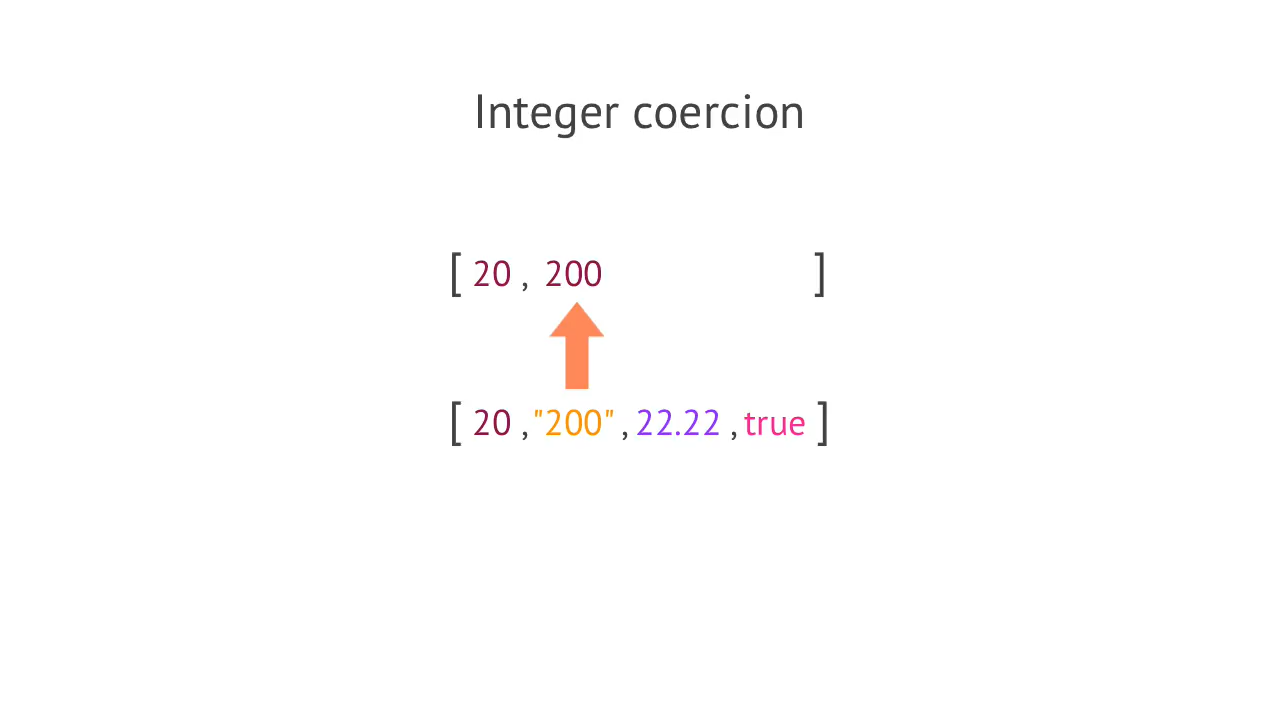 Integer coercion
[ 20 , 200 ]
[ 20 , "200" , 22.22 , true ]